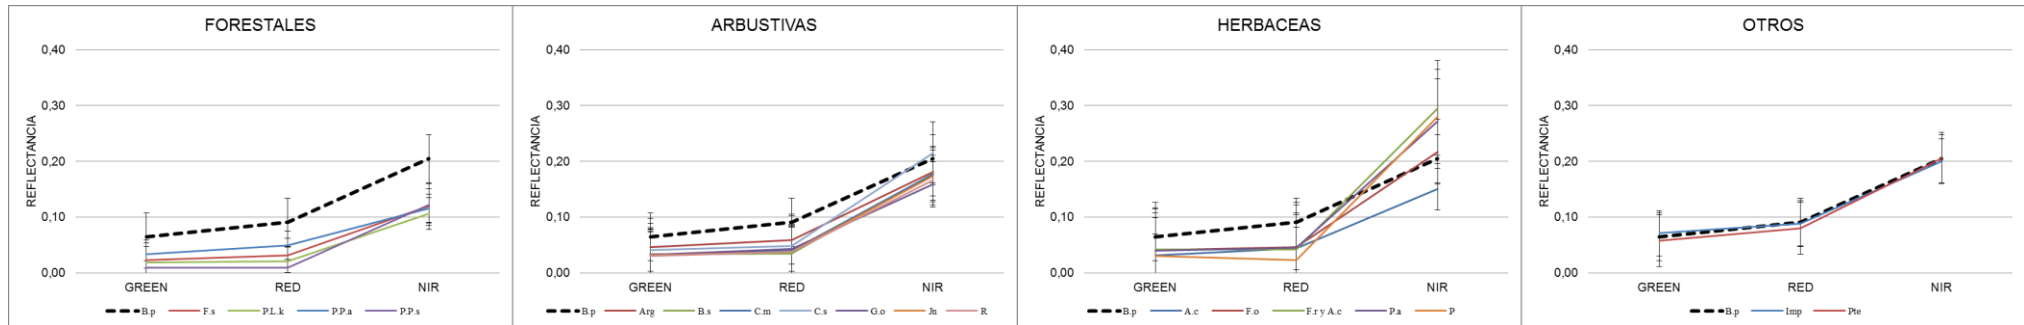 FORESTALES
REFLECTANCIA
0,40
0,30
0,20
0,10
0,00
GREEN RED NIR
B.p F.s P.L.k P.P.a P.P.s
ARBUSTIVAS
REFLECTANCIA
0,40
0,30
0,20
0,10
0,00
GREEN RED NIR
B.p Arg B.s C.m C.s G.o Jn R
HERBACEAS
REFLECTANCIA
0,40
0,30
0,20
0,10
0,00
GREEN RED NIR
B.p A.c F.o F.r y A.c P.a P
OTROS
REFLECTANCIA
0,40
0,30
0,20
0,10
0,00
GREEN RED NIR
B.p Imp Pte